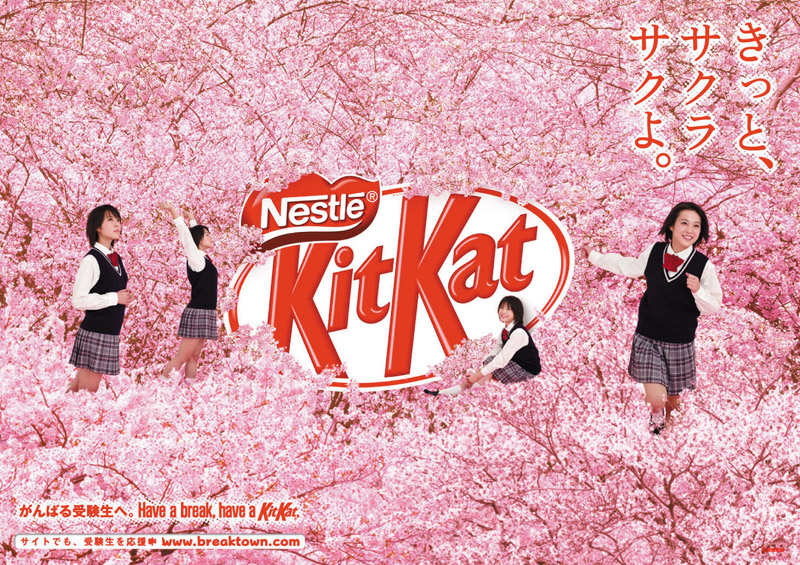 きっと、
サクラ
サクよ。
Nestlé®
KitKat
がんばる受験生へ。Have a break, have a KitKat.
サイトでも、受験生を応援中 www.breaktown.com